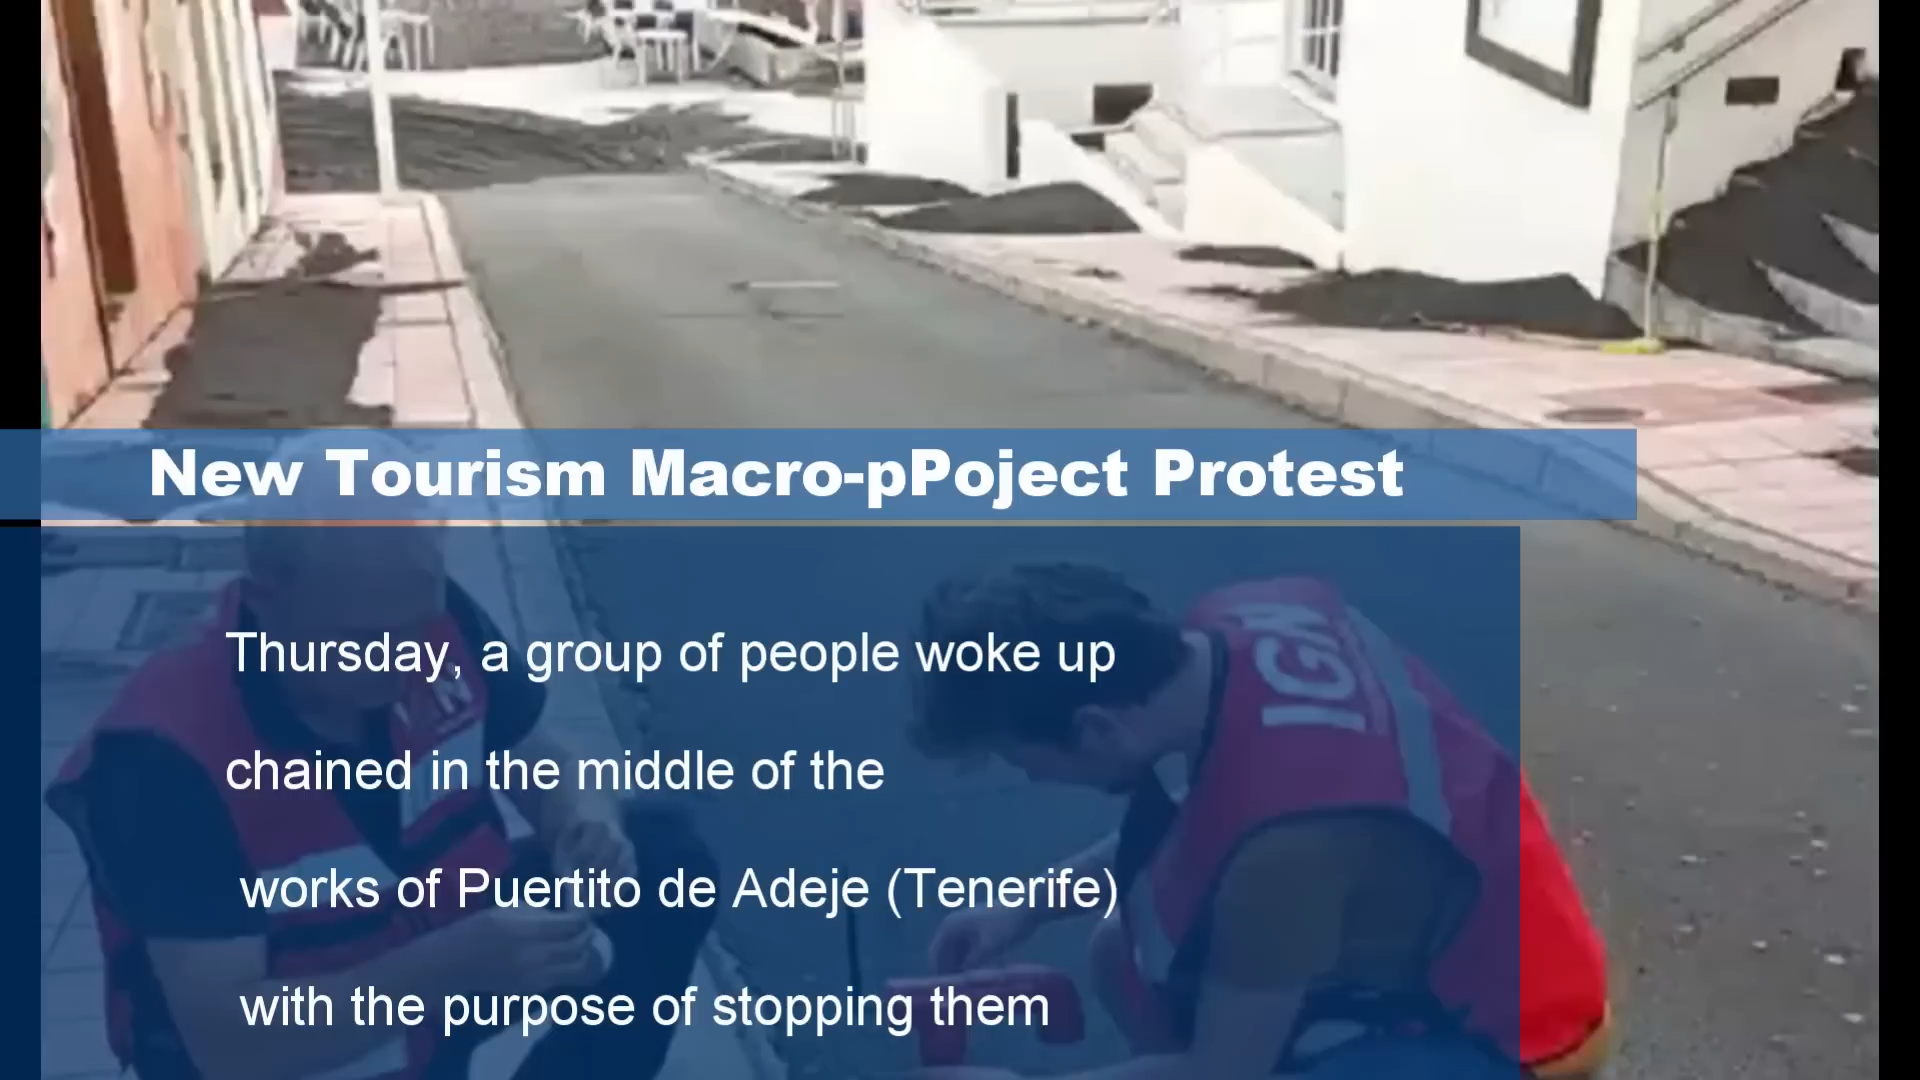 New Tourism Macro-pPoject Protest
Thursday, a group of people woke up
chained in the middle of the
works of Puertito de Adeje (Tenerife)
with the purpose of stopping them
IGN